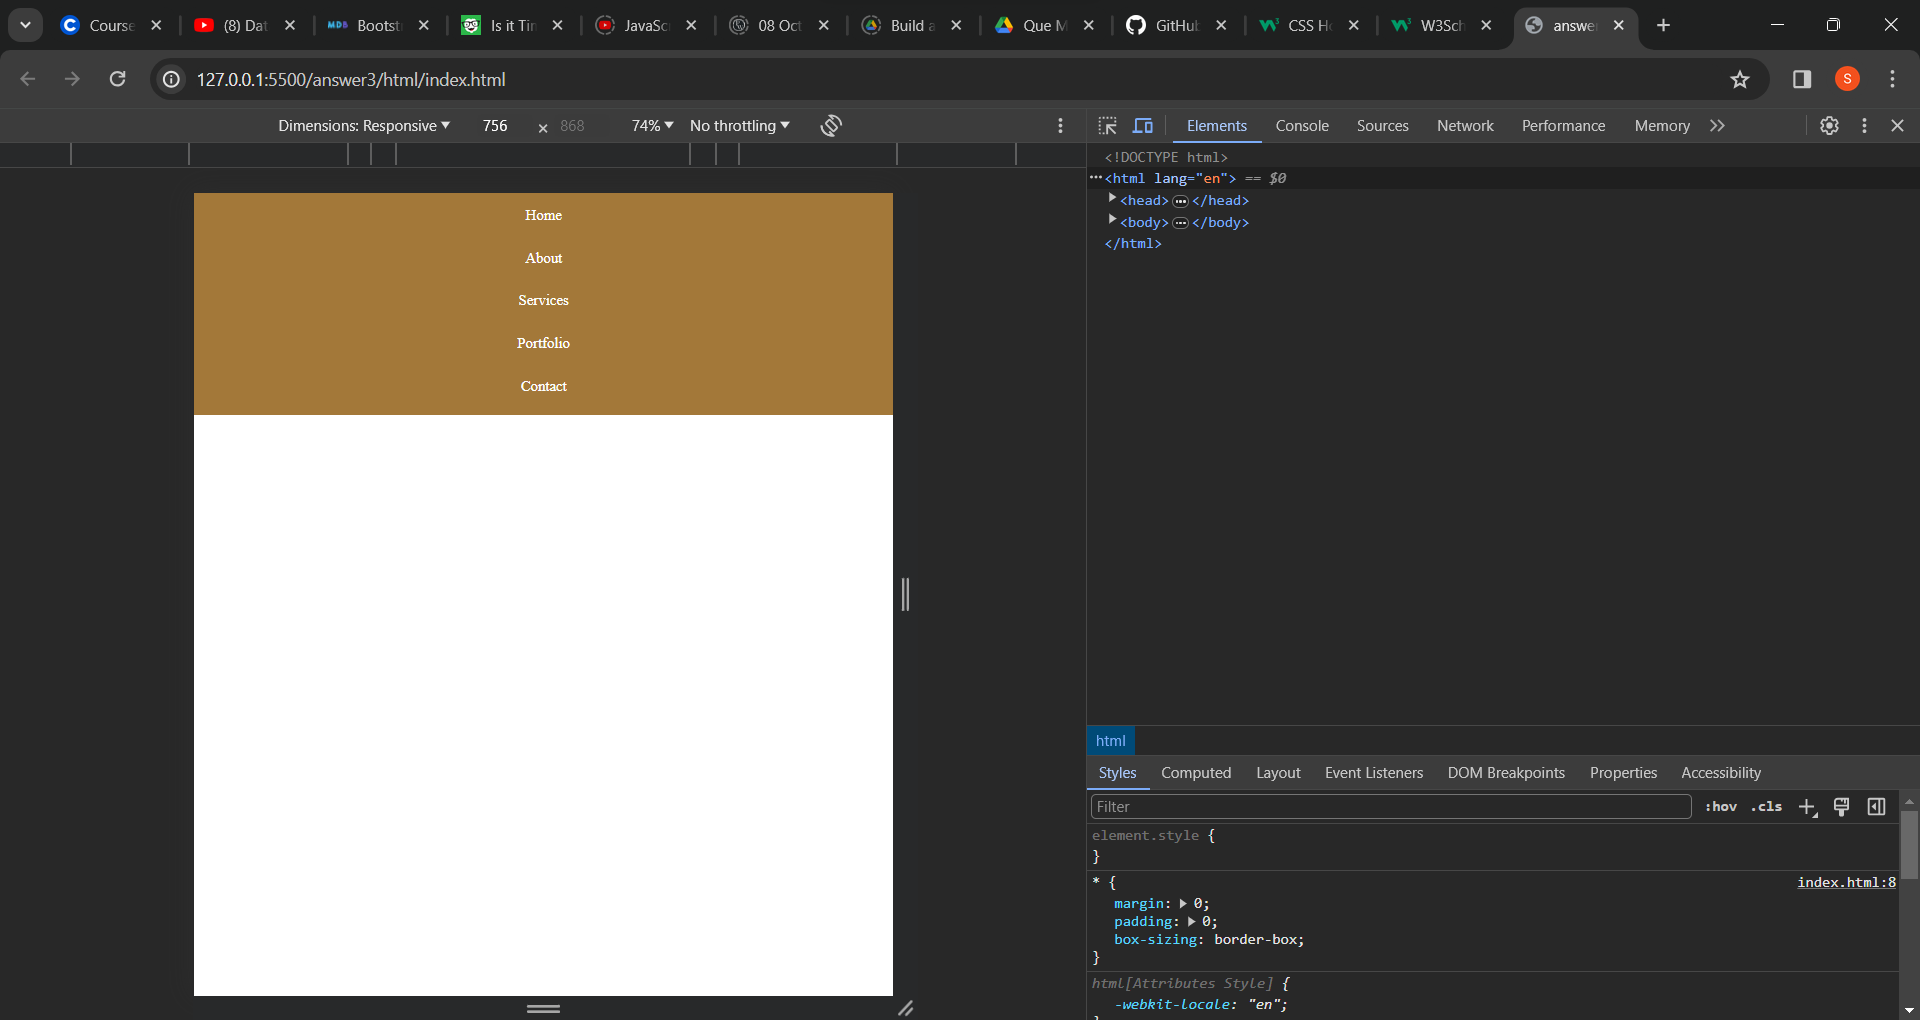 Course
(8) Dat
Bootst
Is it Tin
JavaSc
08 Oct
Build a
Que M
GitHub
CSS Ho
W3Sch
answe
127.0.0.1:5500/answer3/html/index.html
S
Dimensions: Responsive 756 x 868 74% No throttling
Elements Console Sources Network Performance Memory
Home
About
Services
Portfolio
Contact
<!DOCTYPE html>
<html lang="en"> == $0
<head> ... </head>
<body> ... </body>
</html>
html
Styles Computed Layout Event Listeners DOM Breakpoints Properties Accessibility
Filter :hov .cls
element.style {
}
* { index.html:8
margin: 0;
padding: 0;
box-sizing: border-box;
}
html[Attributes Style] {
-webkit-locale: "en";